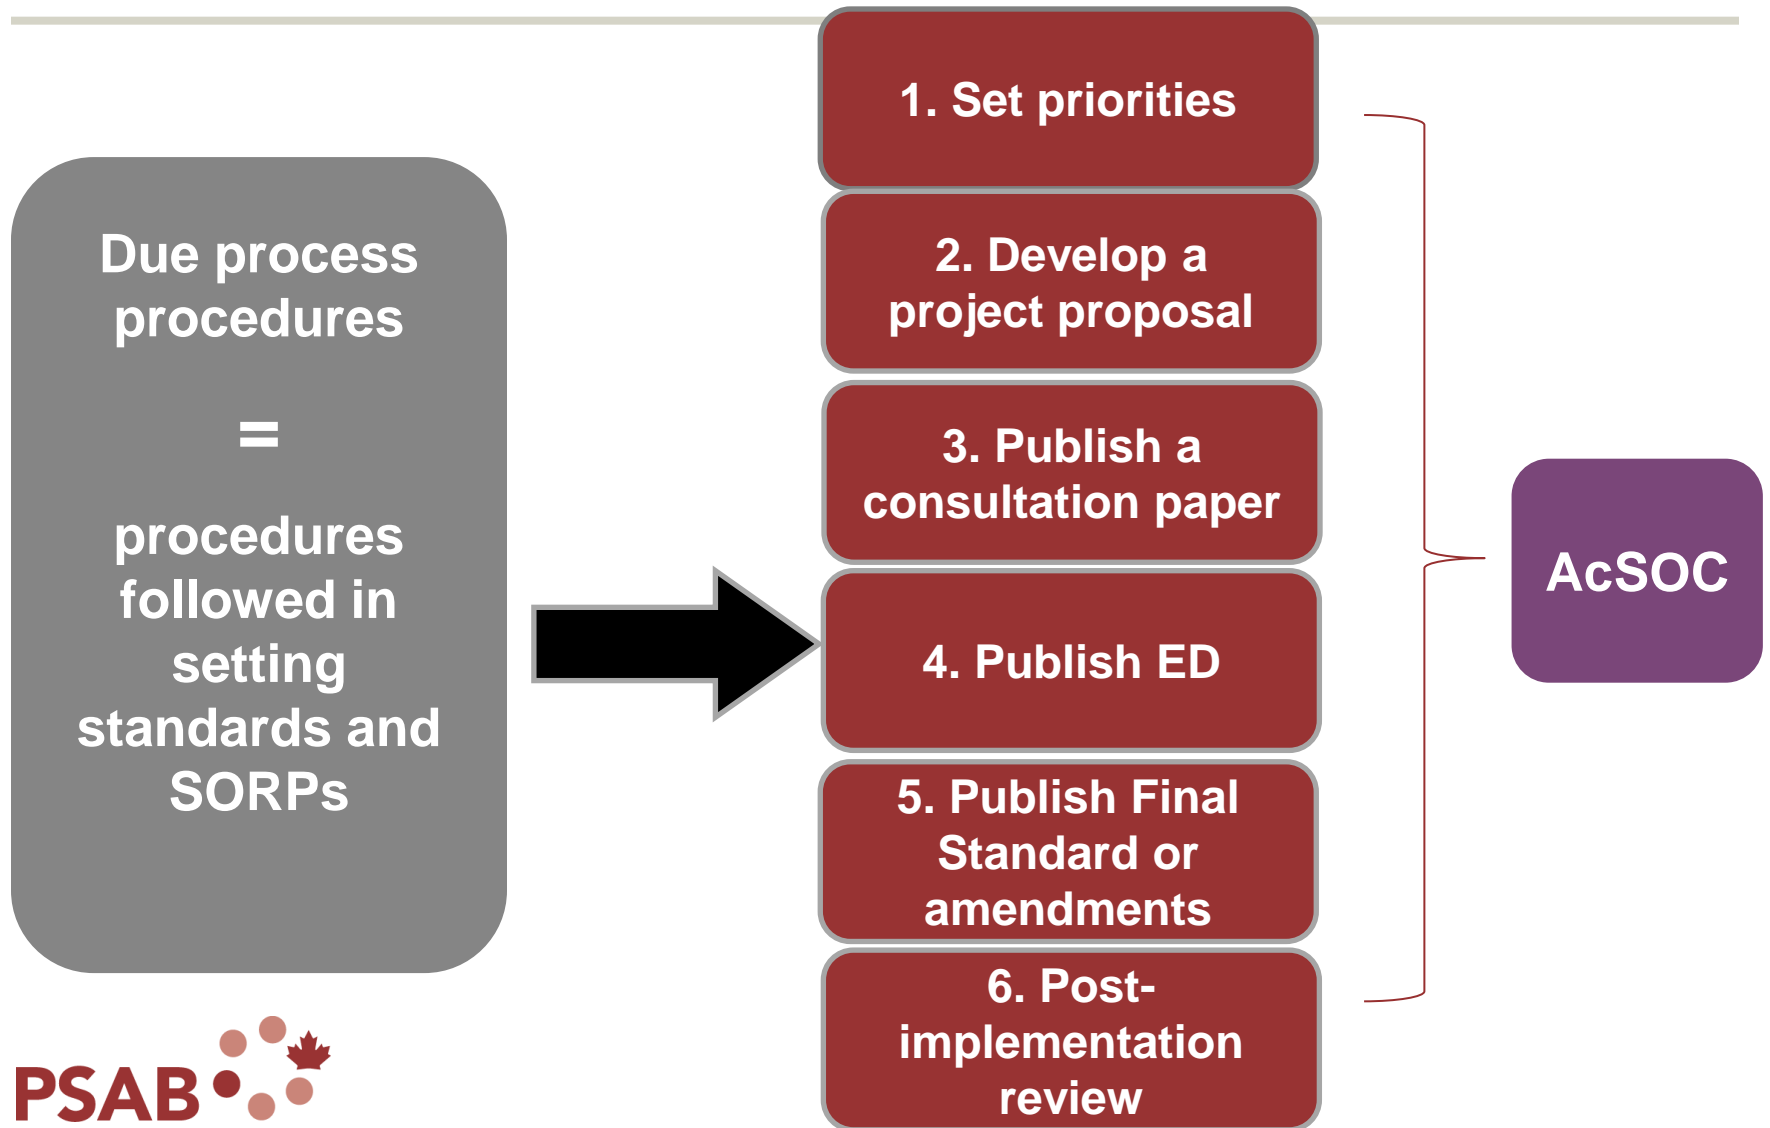 Due process
procedures
=
procedures
followed in
setting
standards and
SORPs
1. Set priorities
2. Develop a
project proposal
3. Publish a
consultation paper
4. Publish ED
5. Publish Final
Standard or
amendments
6. Post-
implementation
review
AcSOC
PSAB